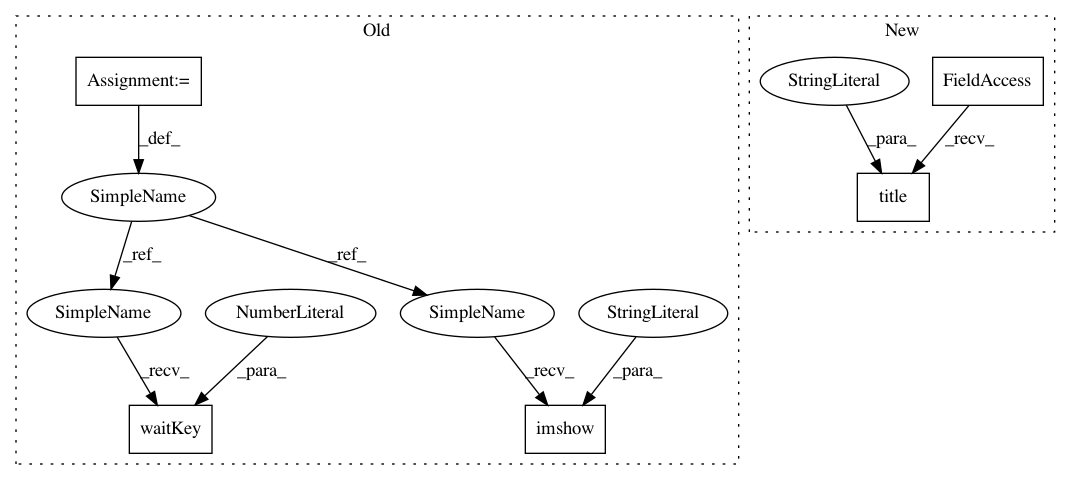 Old
New
Assignment:=
StringLiteral
FieldAccess
_def_
_para_
_recv_
SimpleName
title
_ref_
_ref_
SimpleName
NumberLiteral
SimpleName
StringLiteral
_recv_
_para_
_recv_
_para_
waitKey
imshow